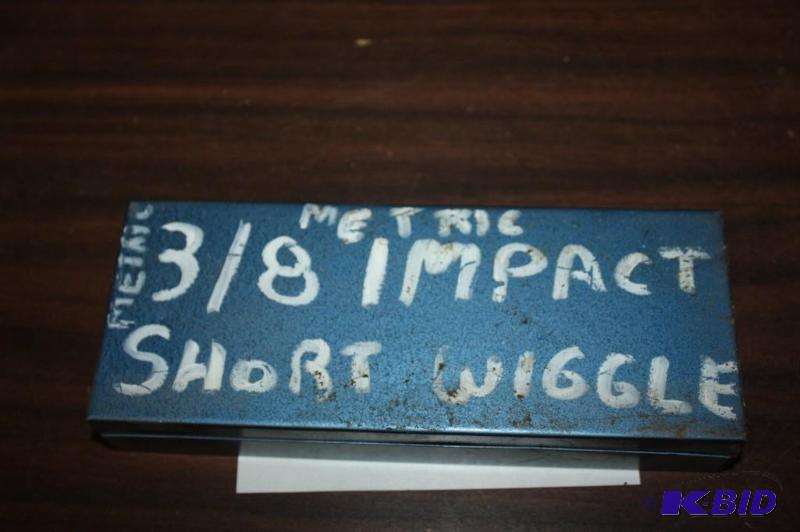 METRIC
METRIC
3/8 IMPACT
SHORT WIGGLE
KBID